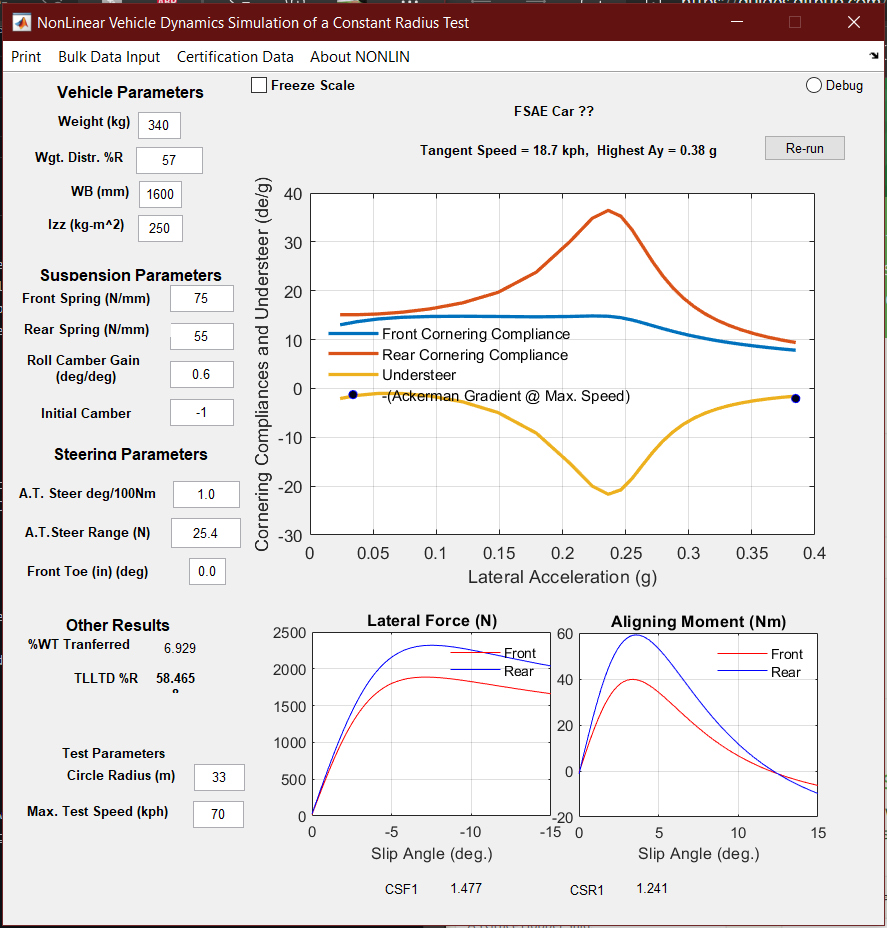 NonLinear Vehicle Dynamics Simulation of a Constant Radius Test
Print Bulk Data Input Certification Data About NONLIN
Vehicle Parameters
Weight (kg) 340
Wgt. Distr. %R 57
WB (mm) 1600
Izz (kg-m^2) 250
Suspension Parameters
Front Spring (N/mm) 75
Rear Spring (N/mm) 55
Roll Camber Gain
(deg/deg) 0.6
Initial Camber -1
Steering Parameters
A.T. Steer deg/100Nm 1.0
A.T.Steer Range (N) 25.4
Front Toe (in) (deg) 0.0
Other Results
%WT Tranferred 6.929
TLLTD %R 58.465
Test Parameters
Circle Radius (m) 33
Max. Test Speed (kph) 70
Freeze Scale
Debug
FSAE Car ??
Tangent Speed = 18.7 kph, Highest Ay = 0.38 g
Re-run
Cornering Compliances and Understeer (de/g)
40
30
20
10
0
-10
-20
-30
Front Cornering Compliance
Rear Cornering Compliance
Understeer
-(Ackerman Gradient @ Max. Speed)
0 0.05 0.1 0.15 0.2 0.25 0.3 0.35 0.4
Lateral Acceleration (g)
Lateral Force (N)
2500
2000
1500
1000
500
0
Front
Rear
0 -5 -10 -15
Slip Angle (deg.)
Aligning Moment (Nm)
60
40
20
0
-20
Front
Rear
0 5 10 15
Slip Angle (deg.)
CSF1 1.477
CSR1 1.241